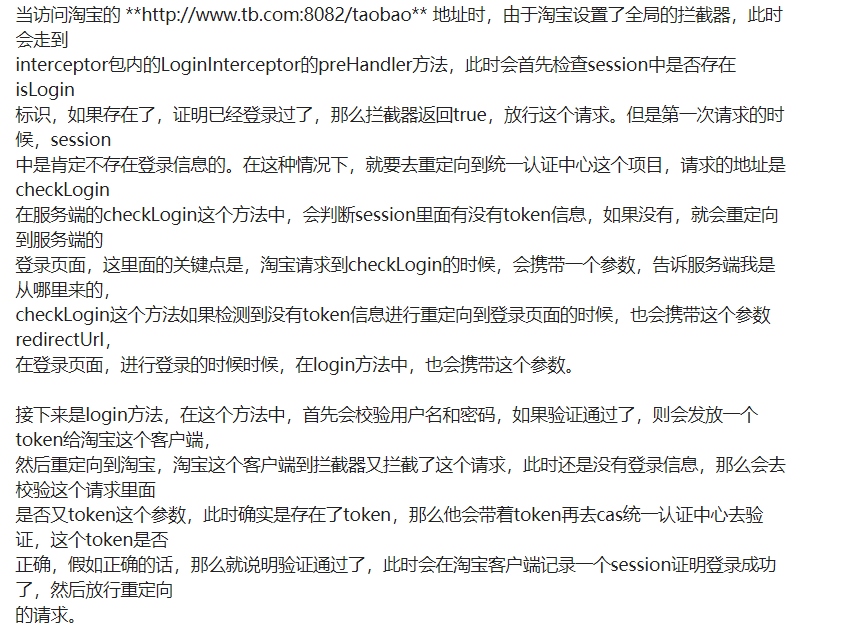 当访问淘宝的 **http://www.tb.com:8082/taobao** 地址时，由于淘宝设置了全局的拦截器，此时
会走到
interceptor包内的LoginInterceptor的preHandler方法，此时会首先检查session中是否存在
isLogin
标识，如果存在了，证明已经登录过了，那么拦截器返回true，放行这个请求。但是第一次请求的时
候，session
中是肯定不存在登录信息的。在这种情况下，就要去重定向到统一认证中心这个项目，请求的地址是
checkLogin
在服务端的checkLogin这个方法中，会判断session里面有没有token信息，如果没有，就会重定向
到服务端的
登录页面，这里面的关键点是，淘宝请求到checkLogin的时候，会携带一个参数，告诉服务端我是
从哪里来的，
checkLogin这个方法如果检测到没有token信息进行重定向到登录页面的时候，也会携带这个参数
redirectUrl，
在登录页面，进行登录的时候时候，在login方法中，也会携带这个参数。
接下来是login方法，在这个方法中，首先会校验用户名和密码，如果验证通过了，则会发放一个
token给淘宝这个客户端，
然后重定向到淘宝，淘宝这个客户端到拦截器又拦截了这个请求，此时还是没有登录信息，那么会去
校验这个请求里面
是否又token这个参数，此时确实是存在了token，那么他会带着token再去cas统一认证中心去验
证，这个token是否
正确，假如正确的话，那么就说明验证通过了，此时会在淘宝客户端记录一个session证明登录成功
了，然后放行重定向
的请求。